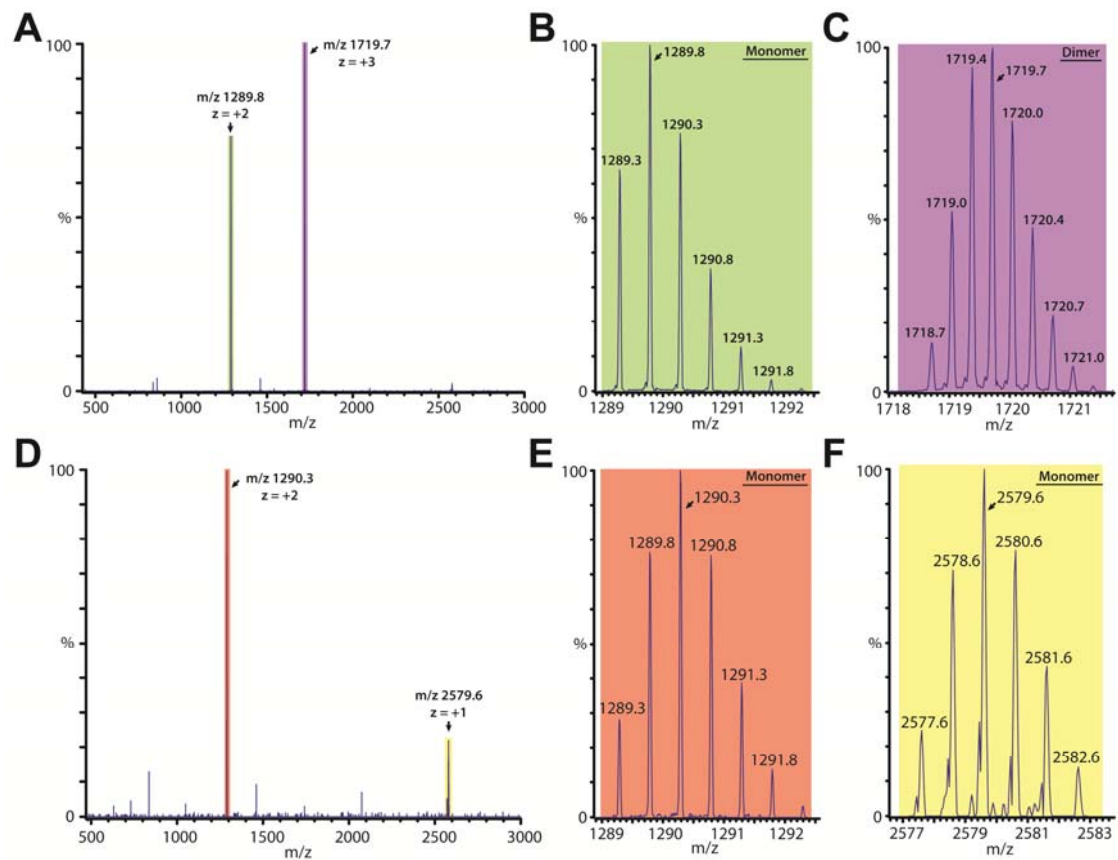 A
100
%
0
m/z 1719.7
z = +3
m/z 1289.8
z = +2
500 1000 1500 2000 2500 3000
m/z
B
100
%
0
Monomer
1289.8
1290.3
1289.3
1290.8
1291.3
1291.8
1289 1290 1291 1292
m/z
C
100
%
0
Dimer
1719.4
1719.7
1720.0
1719.0
1720.4
1720.7
1718.7
1721.0
1718 1719 1720 1721
m/z
D
100
%
0
m/z 1290.3
z = +2
m/z 2579.6
z = +1
500 1000 1500 2000 2500 3000
m/z
E
100
%
0
Monomer
1290.3
1289.8
1290.8
1291.3
1289.3
1291.8
1289 1290 1291 1292
m/z
F
100
%
0
Monomer
2579.6
2580.6
2578.6
2581.6
2577.6
2582.6
2577 2579 2581 2583
m/z